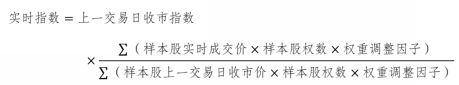 实时指数=上一交易日收市指数
×∑(样本股实时成交价×样本股权数×权重调整因子)
∑(样本股上一交易日收市价×样本股权数×权重调整因子)